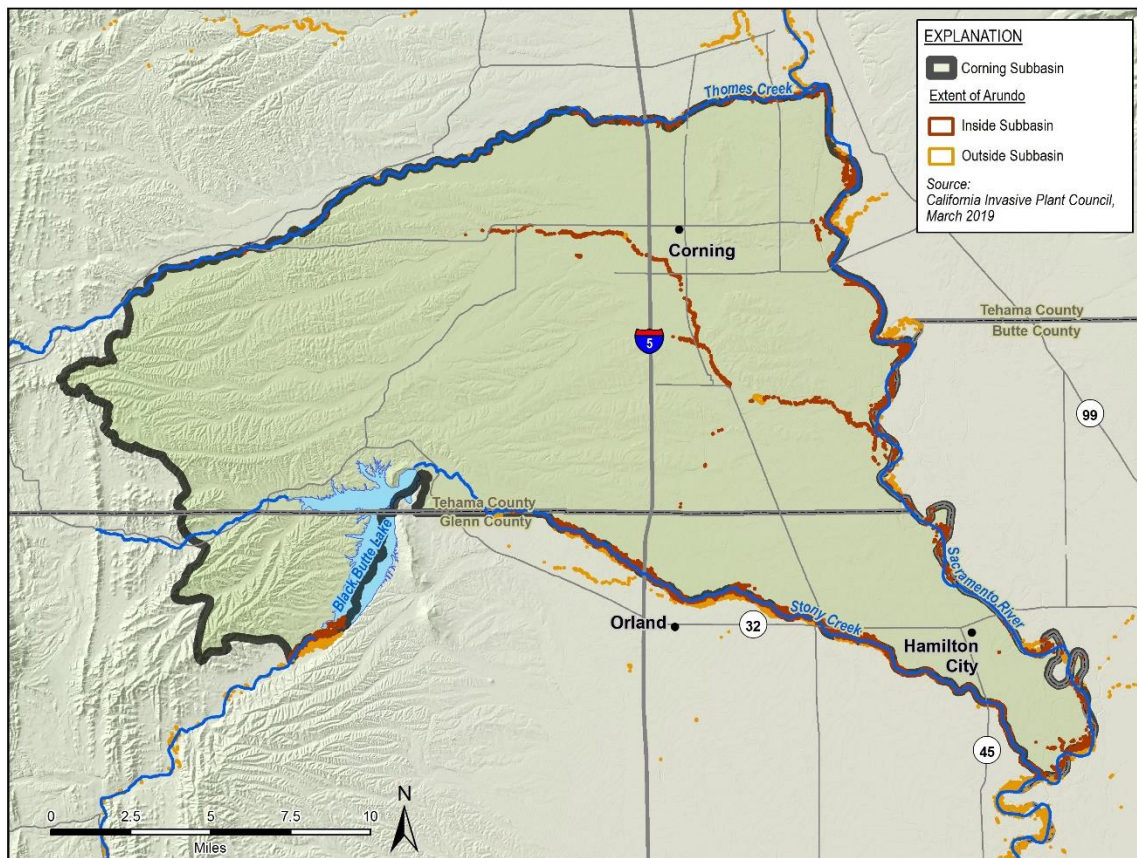 EXPLANATION
Corning Subbasin
Extent of Arundo
Inside Subbasin
Outside Subbasin
Source:
California Invasive Plant Council,
March 2019
Thomes Creek
Corning
Tehama County
Butte County
5
99
Tehama County
Glenn County
Black Butte Lake
Sacramento River
Stony Creek
Orland
32
Hamilton
City
45
N
0 2.5 5 7.5 10
Miles